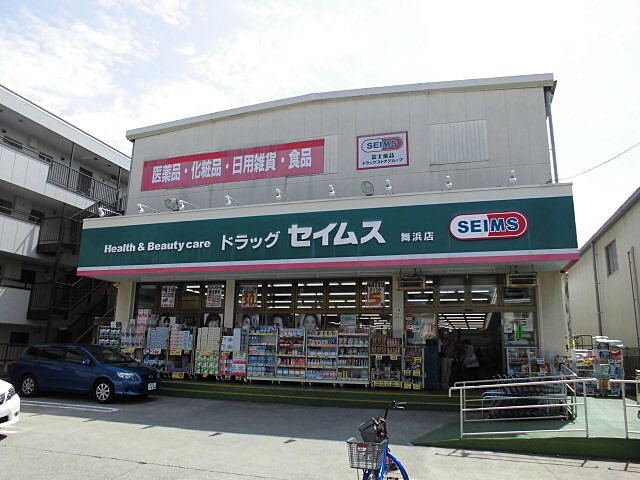 医薬品・化粧品・日用雑貨・食品
SEIMS
富士薬品
ドラッグストアグループ
Health & Beauty care ドラッグ セイムス 舞浜店
SEIMS